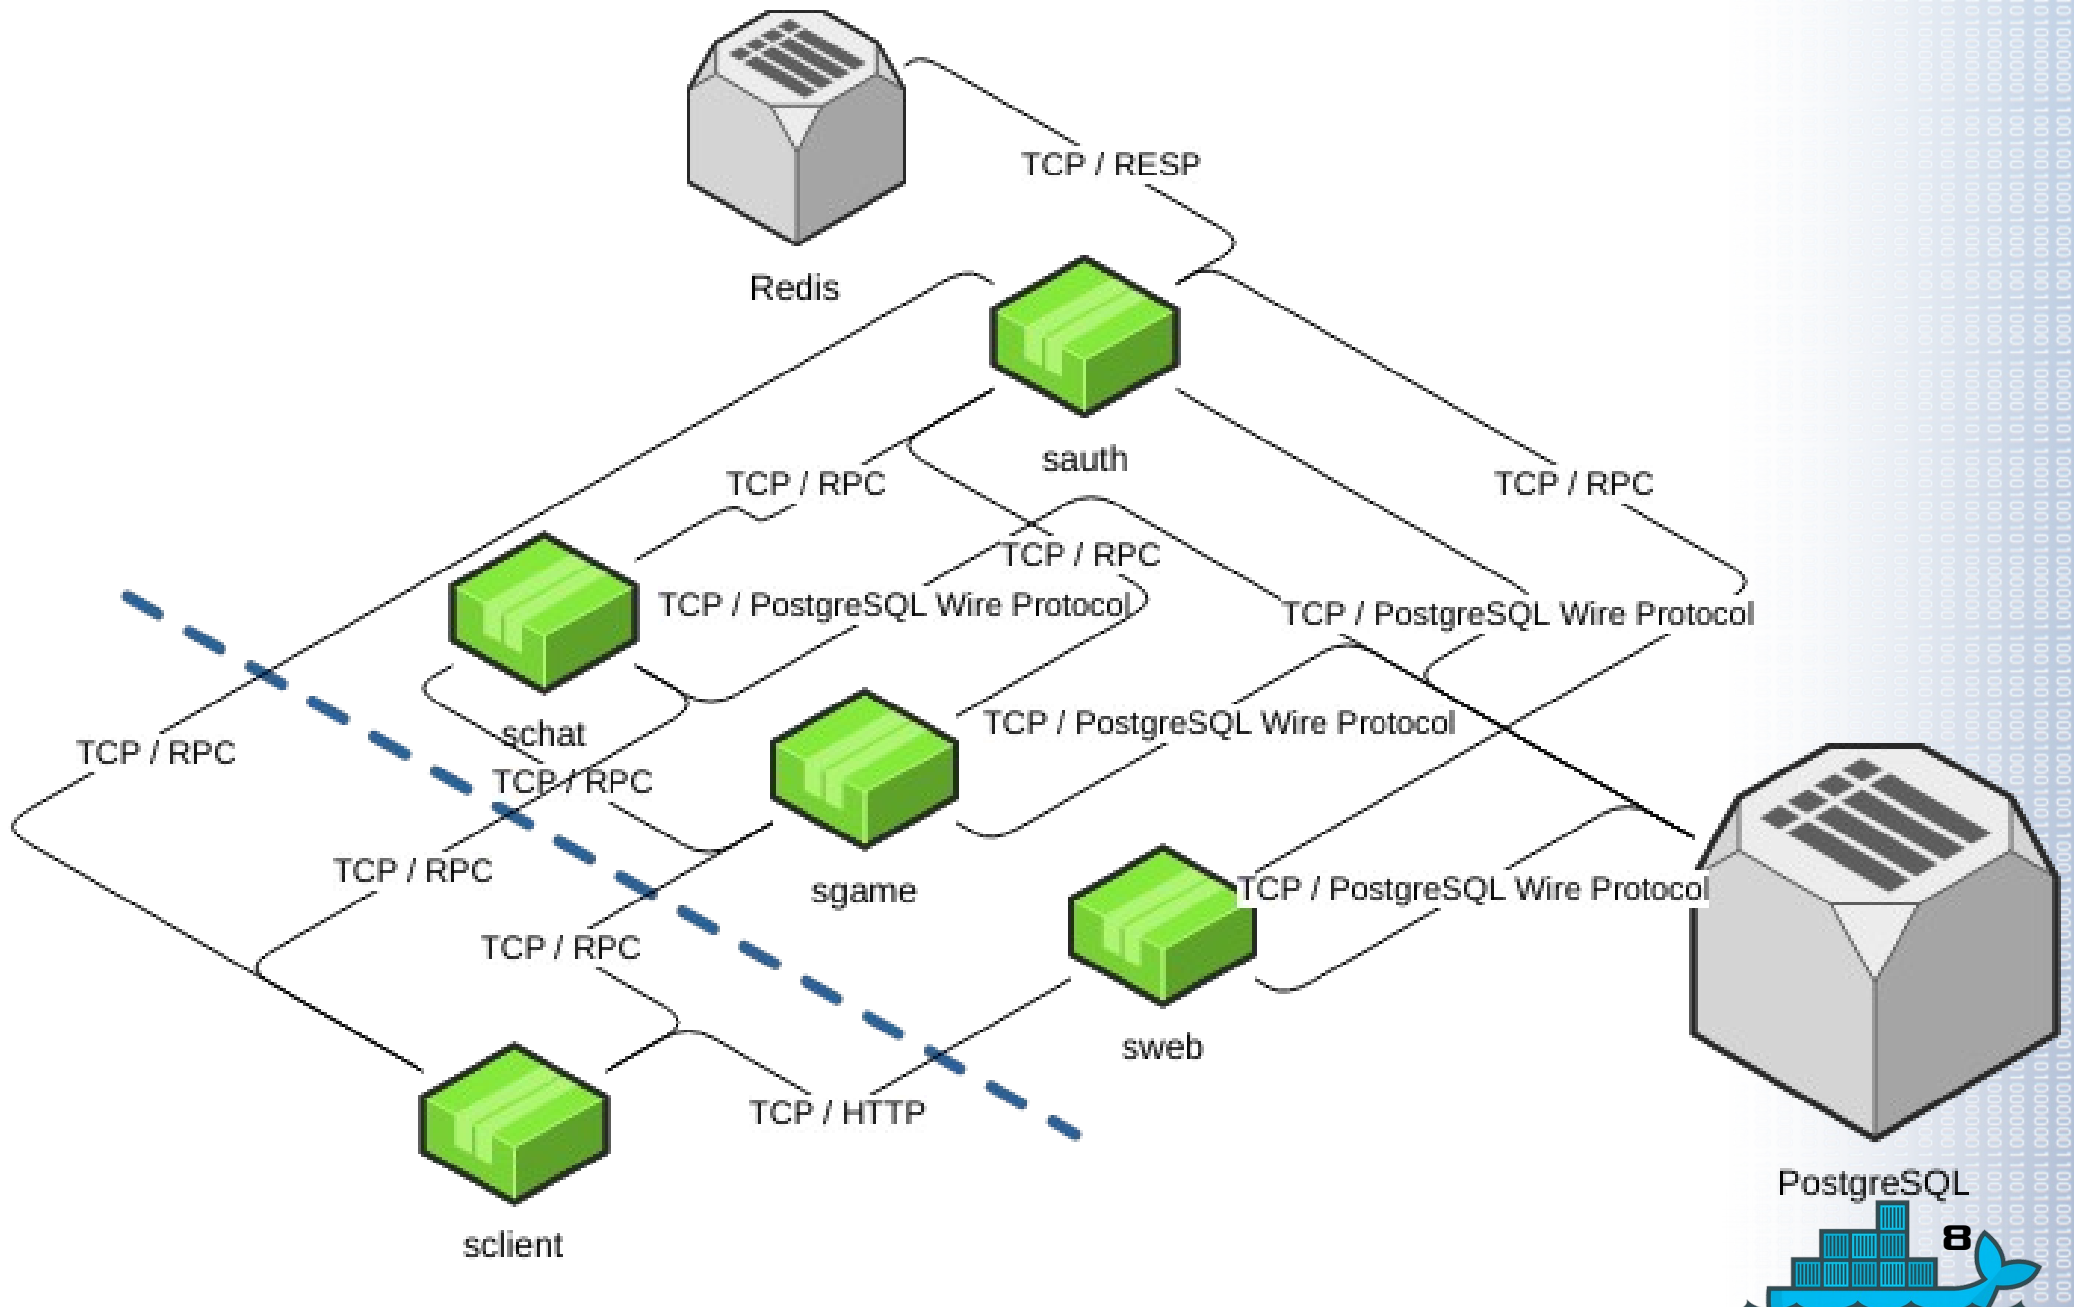 TCP / RESP
Redis
sauth
TCP / RPC
TCP / RPC
TCP / RPC
TCP / PostgreSQL Wire Protocol
TCP / PostgreSQL Wire Protocol
schat
TCP / PostgreSQL Wire Protocol
TCP / RPC
TCP / RPC
TCP / RPC
sgame
TCP / PostgreSQL Wire Protocol
TCP / RPC
sweb
TCP / HTTP
PostgreSQL
sclient
8